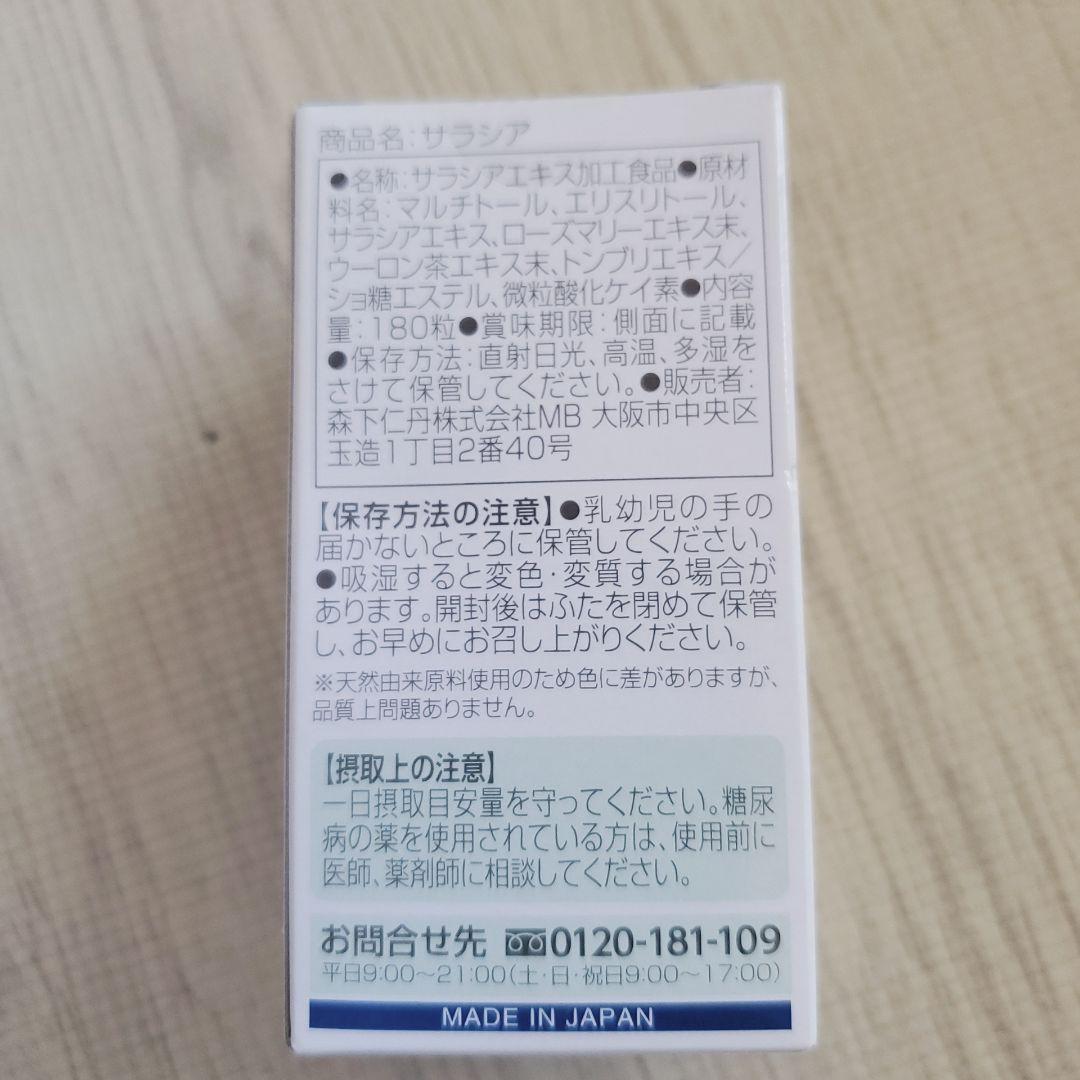 商品名:サラシア
●名称:サラシアエキス加工食品●原材
料名:マルチトール、エリスリトール、
サラシアエキス、ローズマリーエキス末、
ウーロン茶エキス末、トンブリエキス/
ショ糖エステル、微粒酸化ケイ素●内容
量:180粒●賞味期限:側面に記載
●保存方法:直射日光、高温、多湿を
さけて保管してください。●販売者:
森下仁丹株式会社MB 大阪市中央区
玉造1丁目2番40号
【保存方法の注意】●乳幼児の手の
届かないところに保管してください。
●吸湿すると変色・変質する場合が
あります。開封後はふたを閉めて保管
し、お早めにお召し上がりください。
※天然由来原料使用のため色に差がありますが、
品質上問題ありません。
【摂取上の注意】
一日摂取目安量を守ってください。糖尿
病の薬を使用されている方は、使用前に
医師、薬剤師に相談してください。
お問合せ先 0120-181-109
平日9:00~21:00(土・日・祝日9:00~17:00)
MADE IN JAPAN